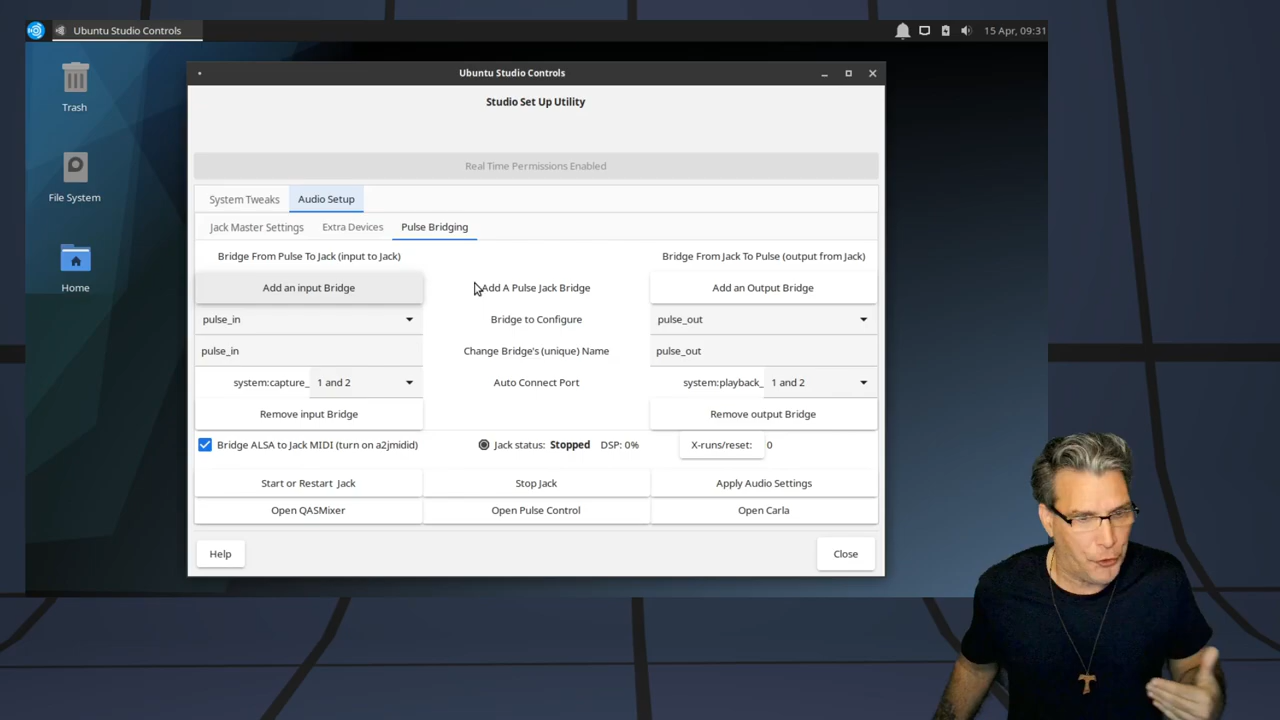 Ubuntu Studio Controls
15 Apr, 09:31
Trash
File System
Home
Ubuntu Studio Controls
Studio Set Up Utility
Real Time Permissions Enabled
System Tweaks Audio Setup
Jack Master Settings Extra Devices Pulse Bridging
Bridge From Pulse To Jack (input to Jack) Bridge From Jack To Pulse (output from Jack)
Add an input Bridge Add A Pulse Jack Bridge Add an Output Bridge
pulse_in Bridge to Configure pulse_out
pulse_in Change Bridge's (unique) Name pulse_out
system:capture_ 1 and 2 Auto Connect Port system:playback_ 1 and 2
Remove input Bridge Remove output Bridge
Bridge ALSA to Jack MIDI (turn on a2jmidid) Jack status: Stopped DSP: 0% X-runs/reset: 0
Start or Restart Jack Stop Jack Apply Audio Settings
Open QASMixer Open Pulse Control Open Carla
Help Close